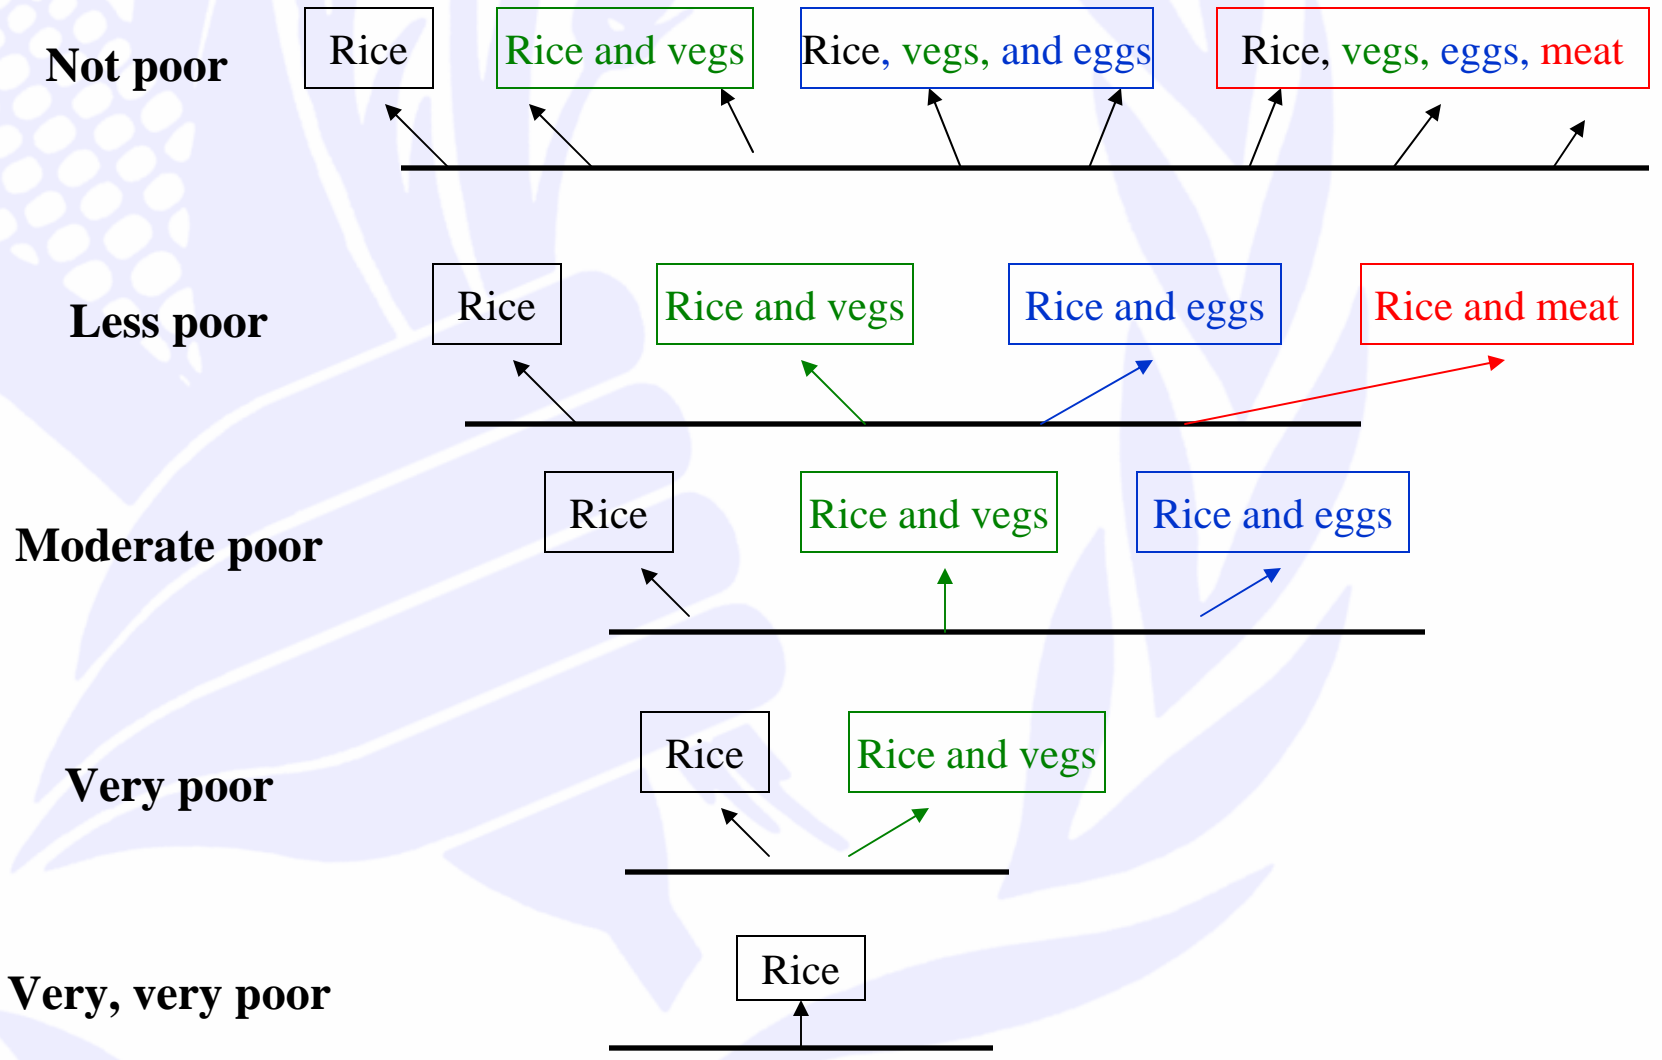 Not poor
Rice
Rice and vegs
Rice, vegs, and eggs
Rice, vegs, eggs, meat
Less poor
Rice
Rice and vegs
Rice and eggs
Rice and meat
Moderate poor
Rice
Rice and vegs
Rice and eggs
Very poor
Rice
Rice and vegs
Very, very poor
Rice